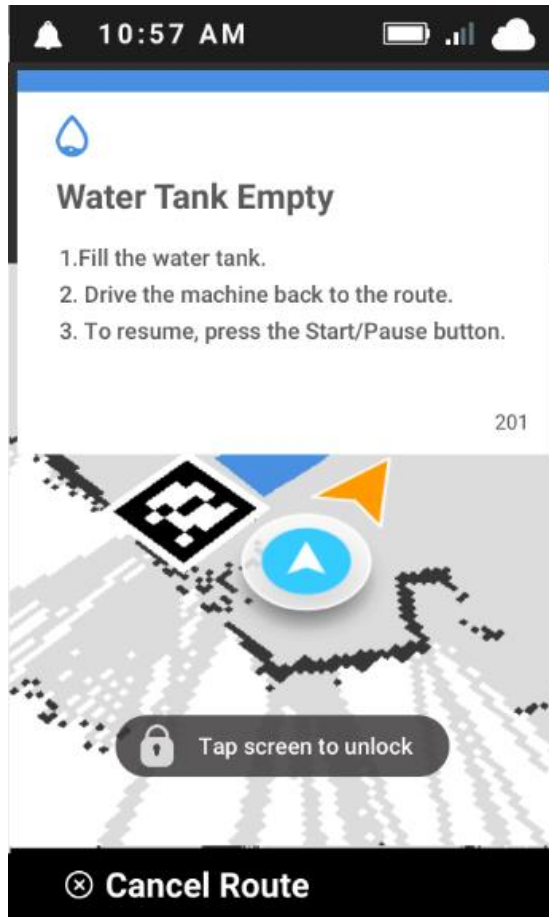 10:57 AM
Water Tank Empty
1.Fill the water tank.
2. Drive the machine back to the route.
3. To resume, press the Start/Pause button.
201
Tap screen to unlock
Cancel Route